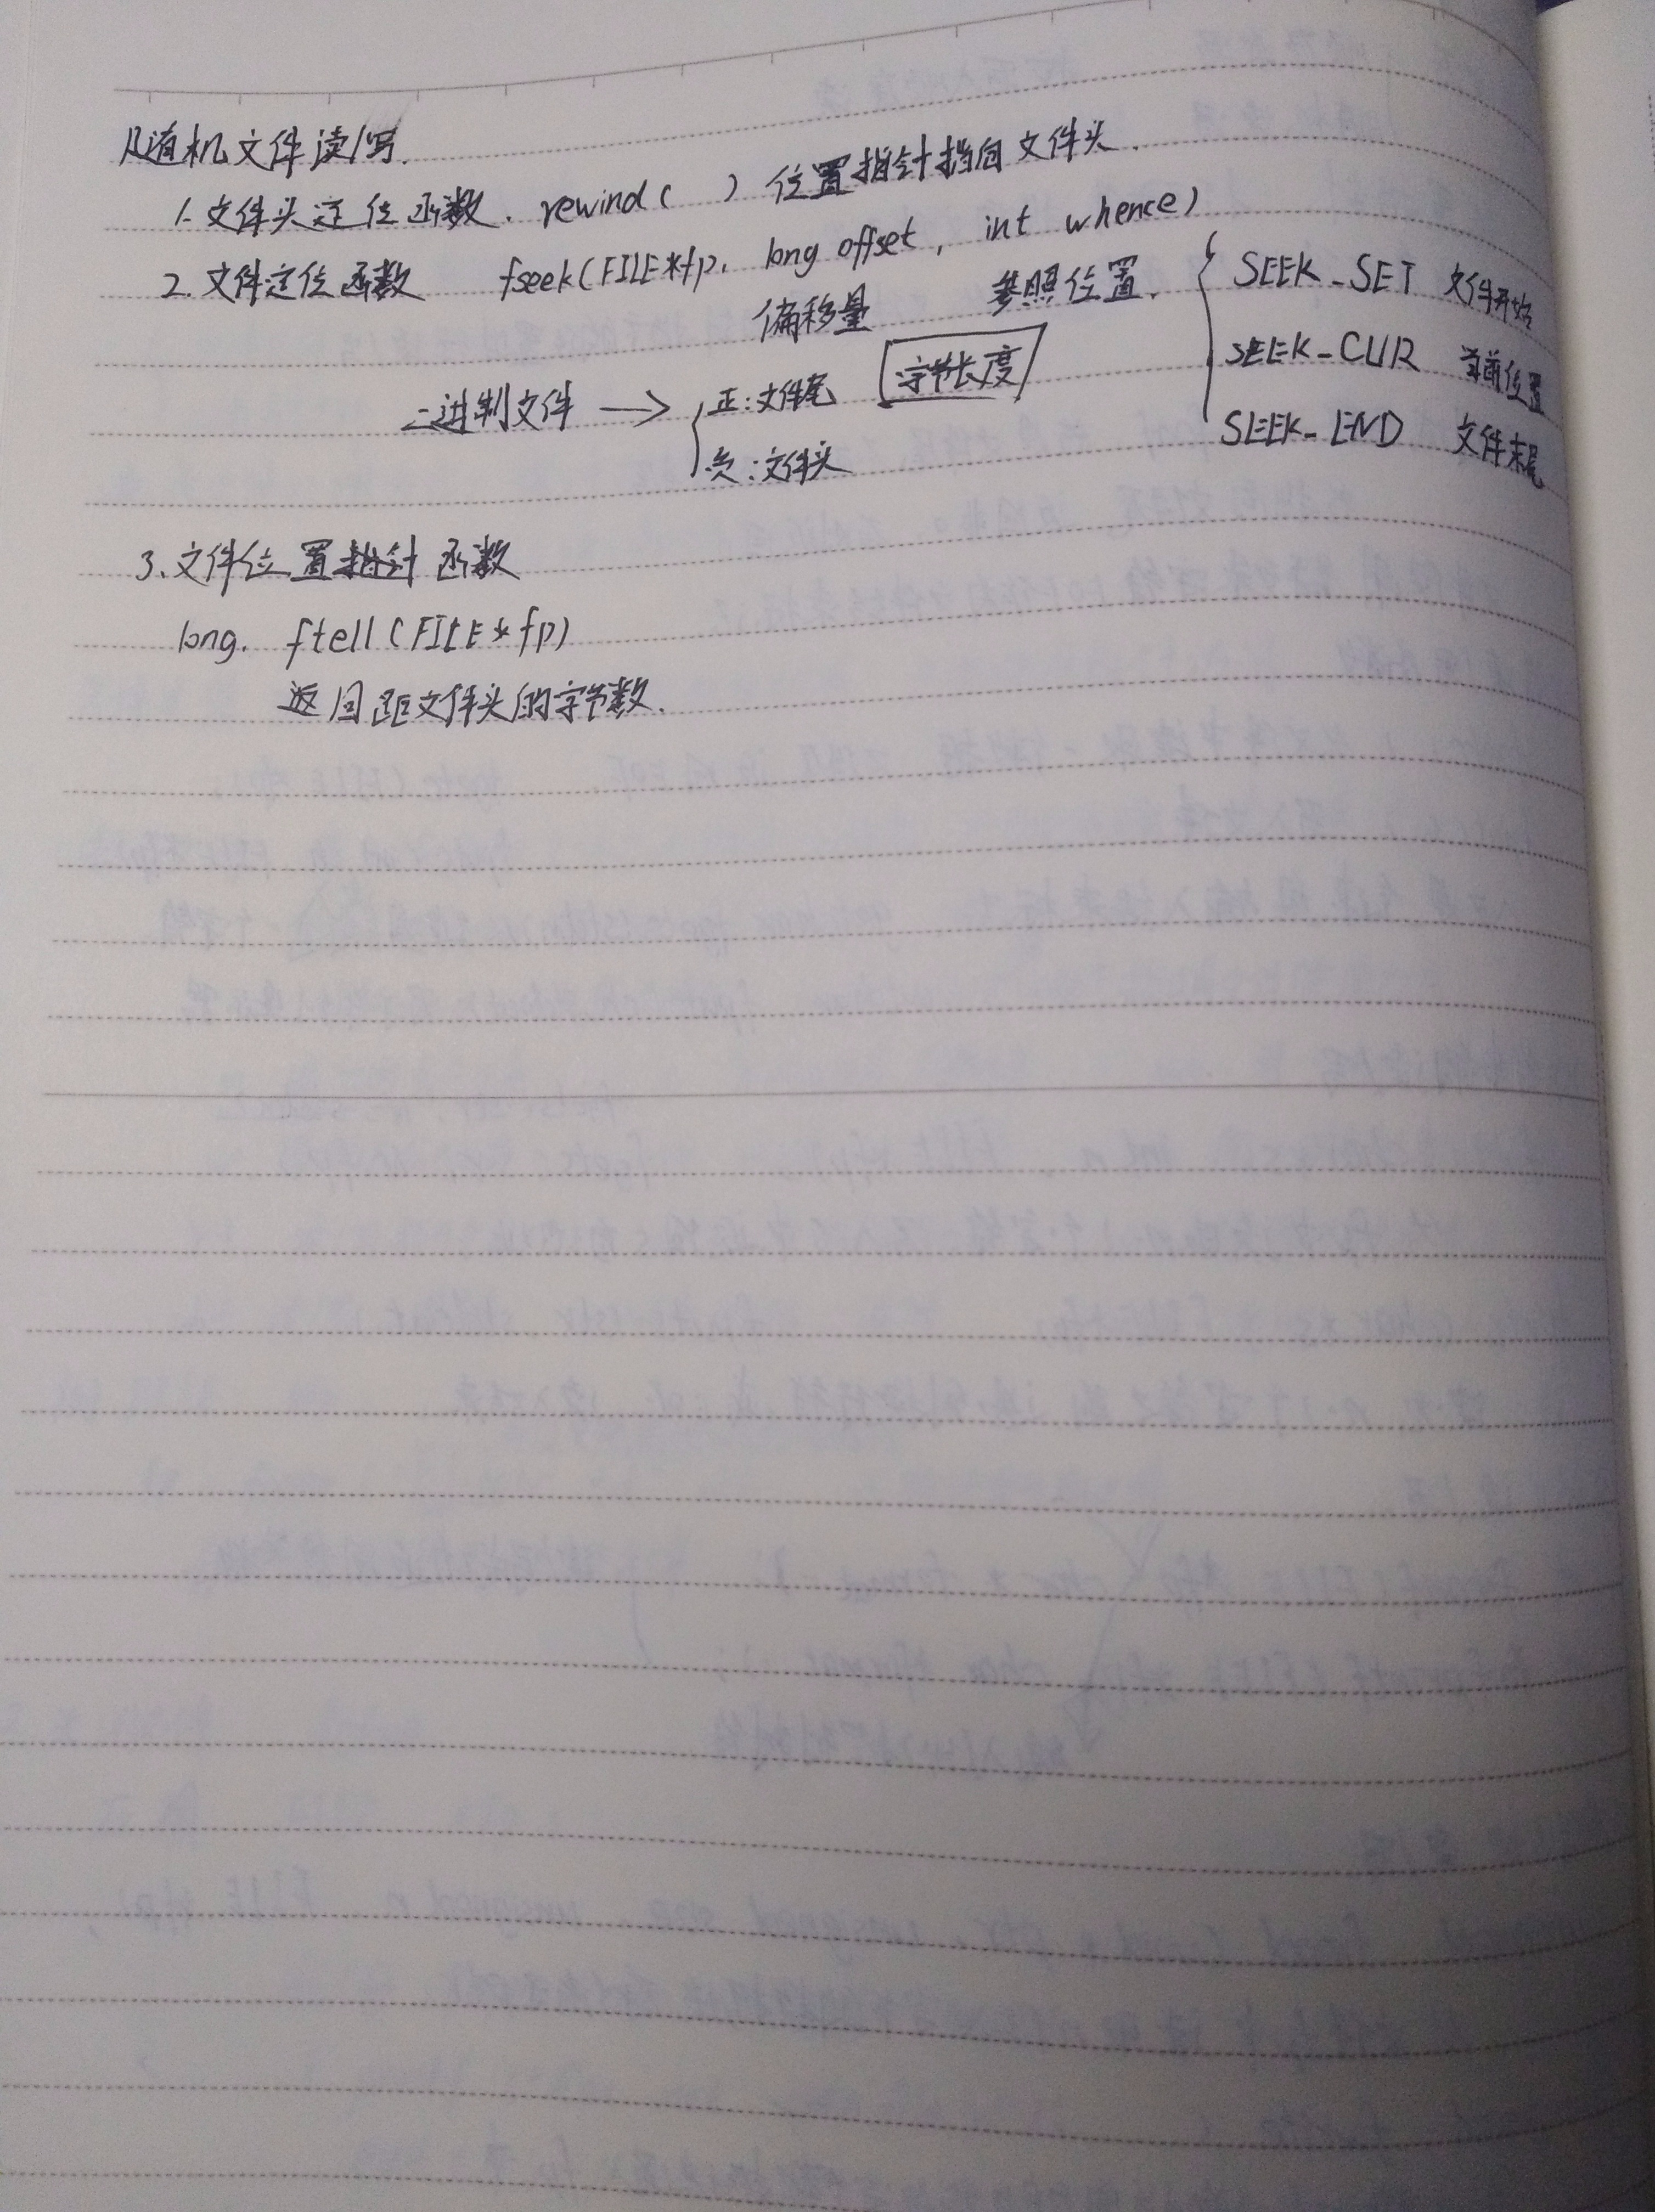 随机文件读/写.
1. 文件头定位函数. rewind( ) 位置指针指向文件头.
2. 文件定位函数 fseek(FILE*fp, long offset, int whence)
偏移量 参照位置.
SEEK_SET 文件开始
SEEK_CUR 当前位置
SEEK_END 文件末尾
二进制文件 → 正:文件尾 字节长度
负:文件头
3.文件位置指针函数
long. ftell(FILE*fp)
返回距文件头的字节数.